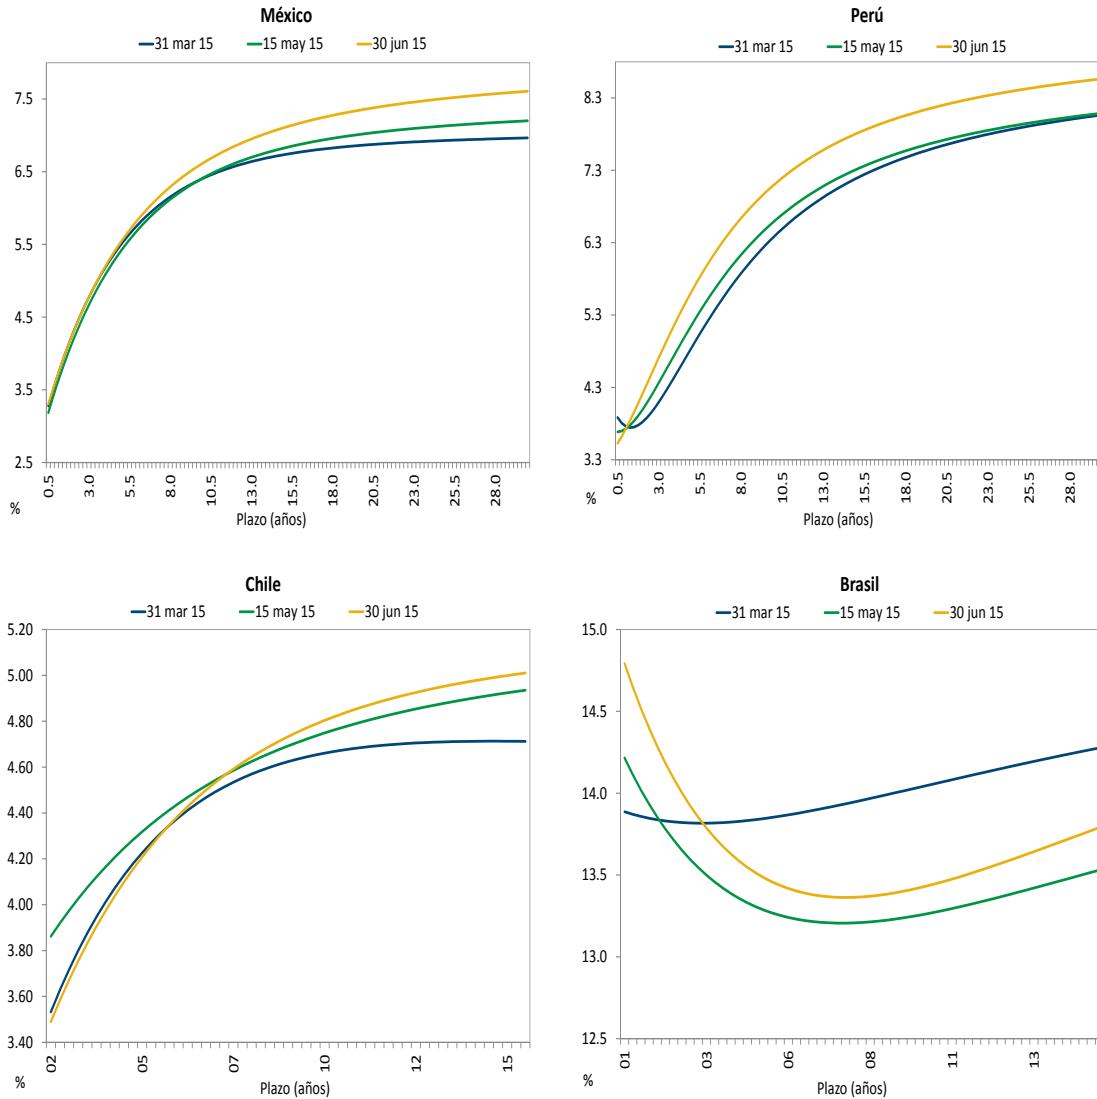 México
31 mar 15 15 may 15 30 jun 15
7.5
6.5
5.5
4.5
3.5
2.5
0.5 3.0 5.5 8.0 10.5 13.0 15.5 18.0 20.5 23.0 25.5 28.0
%
Plazo (años)
Perú
31 mar 15 15 may 15 30 jun 15
8.3
7.3
6.3
5.3
4.3
3.3
0.5 3.0 5.5 8.0 10.5 13.0 15.5 18.0 20.5 23.0 25.5 28.0
%
Plazo (años)
Chile
31 mar 15 15 may 15 30 jun 15
5.20
5.00
4.80
4.60
4.40
4.20
4.00
3.80
3.60
3.40
02 05 07 10 12 15
%
Plazo (años)
Brasil
31 mar 15 15 may 15 30 jun 15
15.0
14.5
14.0
13.5
13.0
12.5
01 03 06 08 11 13
%
Plazo (años)